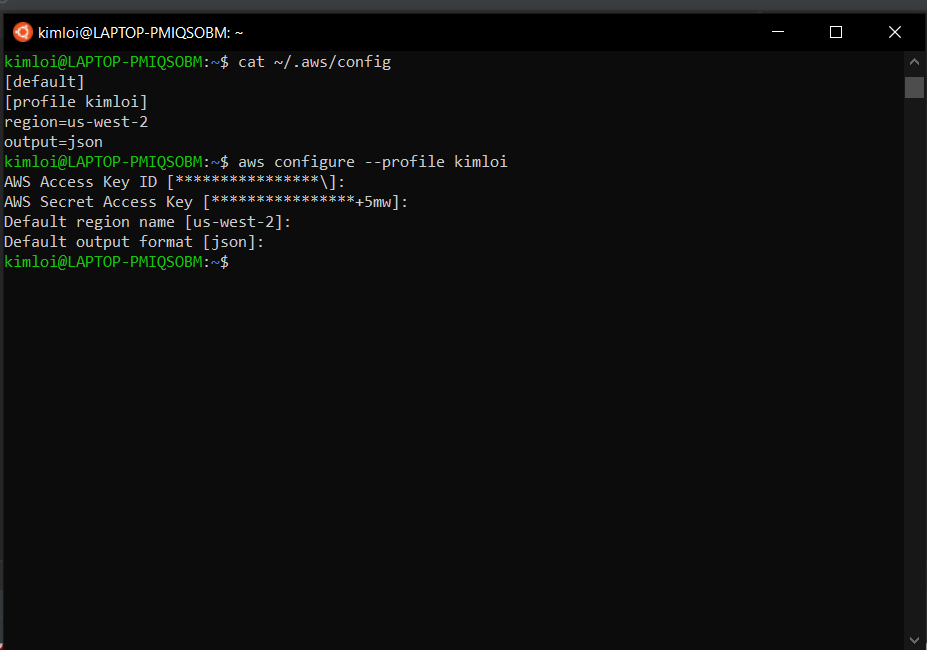 kimloi@LAPTOP-PMIQSOBM: ~
kimloi@LAPTOP-PMIQSOBM:~$ cat ~/.aws/config
[default]
[profile kimloi]
region=us-west-2
output=json
kimloi@LAPTOP-PMIQSOBM:~$ aws configure --profile kimloi
AWS Access Key ID [****************\]:
AWS Secret Access Key [****************+5mw]:
Default region name [us-west-2]:
Default output format [json]:
kimloi@LAPTOP-PMIQSOBM:~$